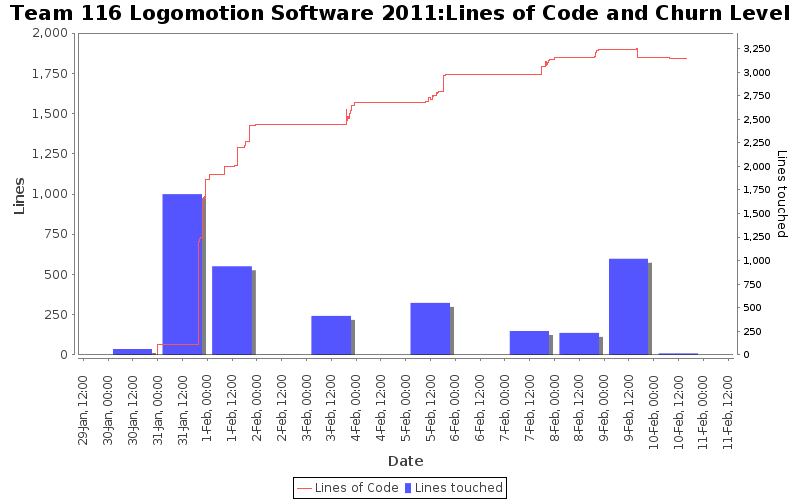 Team 116 Logomotion Software 2011:Lines of Code and Churn Level
2,000
1,750
1,500
1,250
1,000
750
500
250
0
Lines
3,250
3,000
2,750
2,500
2,250
2,000
1,750
1,500
1,250
1,000
750
500
250
0
Lines touched
29-Jan, 12:00
30-Jan, 00:00
30-Jan, 12:00
31-Jan, 00:00
31-Jan, 12:00
1-Feb, 00:00
1-Feb, 12:00
2-Feb, 00:00
2-Feb, 12:00
3-Feb, 00:00
3-Feb, 12:00
4-Feb, 00:00
4-Feb, 12:00
5-Feb, 00:00
5-Feb, 12:00
6-Feb, 00:00
6-Feb, 12:00
7-Feb, 00:00
7-Feb, 12:00
8-Feb, 00:00
8-Feb, 12:00
9-Feb, 00:00
9-Feb, 12:00
10-Feb, 00:00
10-Feb, 12:00
11-Feb, 00:00
11-Feb, 12:00
Date
Lines of Code Lines touched